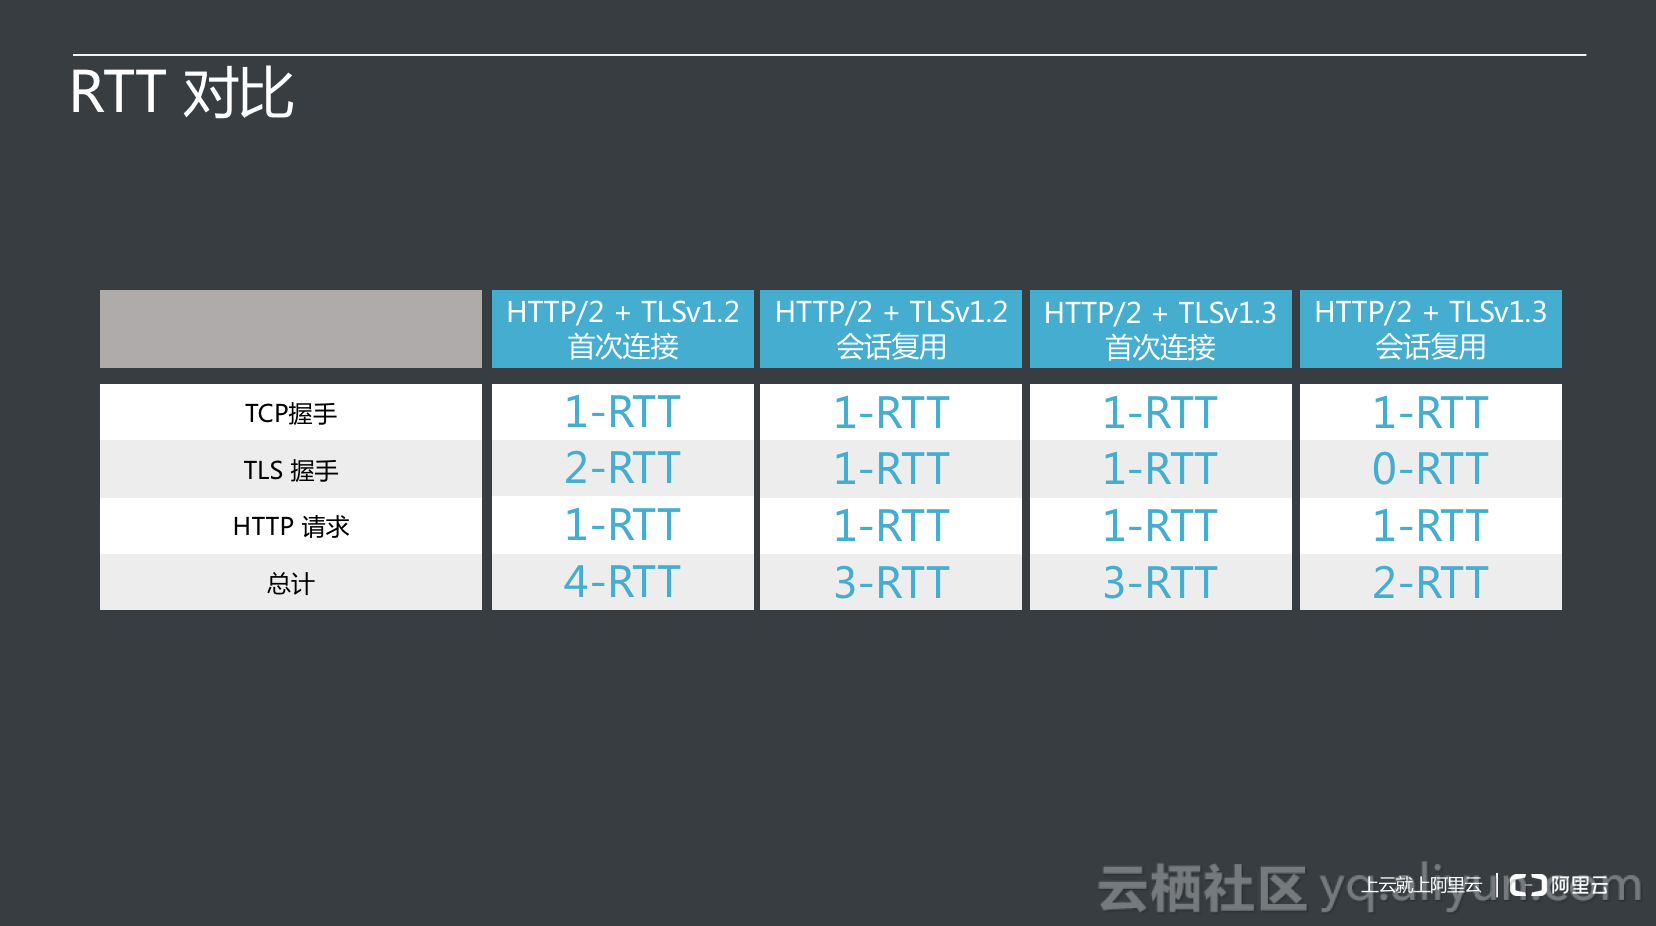 RTT 对比
HTTP/2 + TLSv1.2 首次连接
HTTP/2 + TLSv1.2 会话复用
HTTP/2 + TLSv1.3 首次连接
HTTP/2 + TLSv1.3 会话复用
TCP握手 1-RTT 1-RTT 1-RTT 1-RTT
TLS 握手 2-RTT 1-RTT 1-RTT 0-RTT
HTTP 请求 1-RTT 1-RTT 1-RTT 1-RTT
总计 4-RTT 3-RTT 3-RTT 2-RTT
云栖社区 yq.aliyun.com
上云就上阿里云 | 阿里云